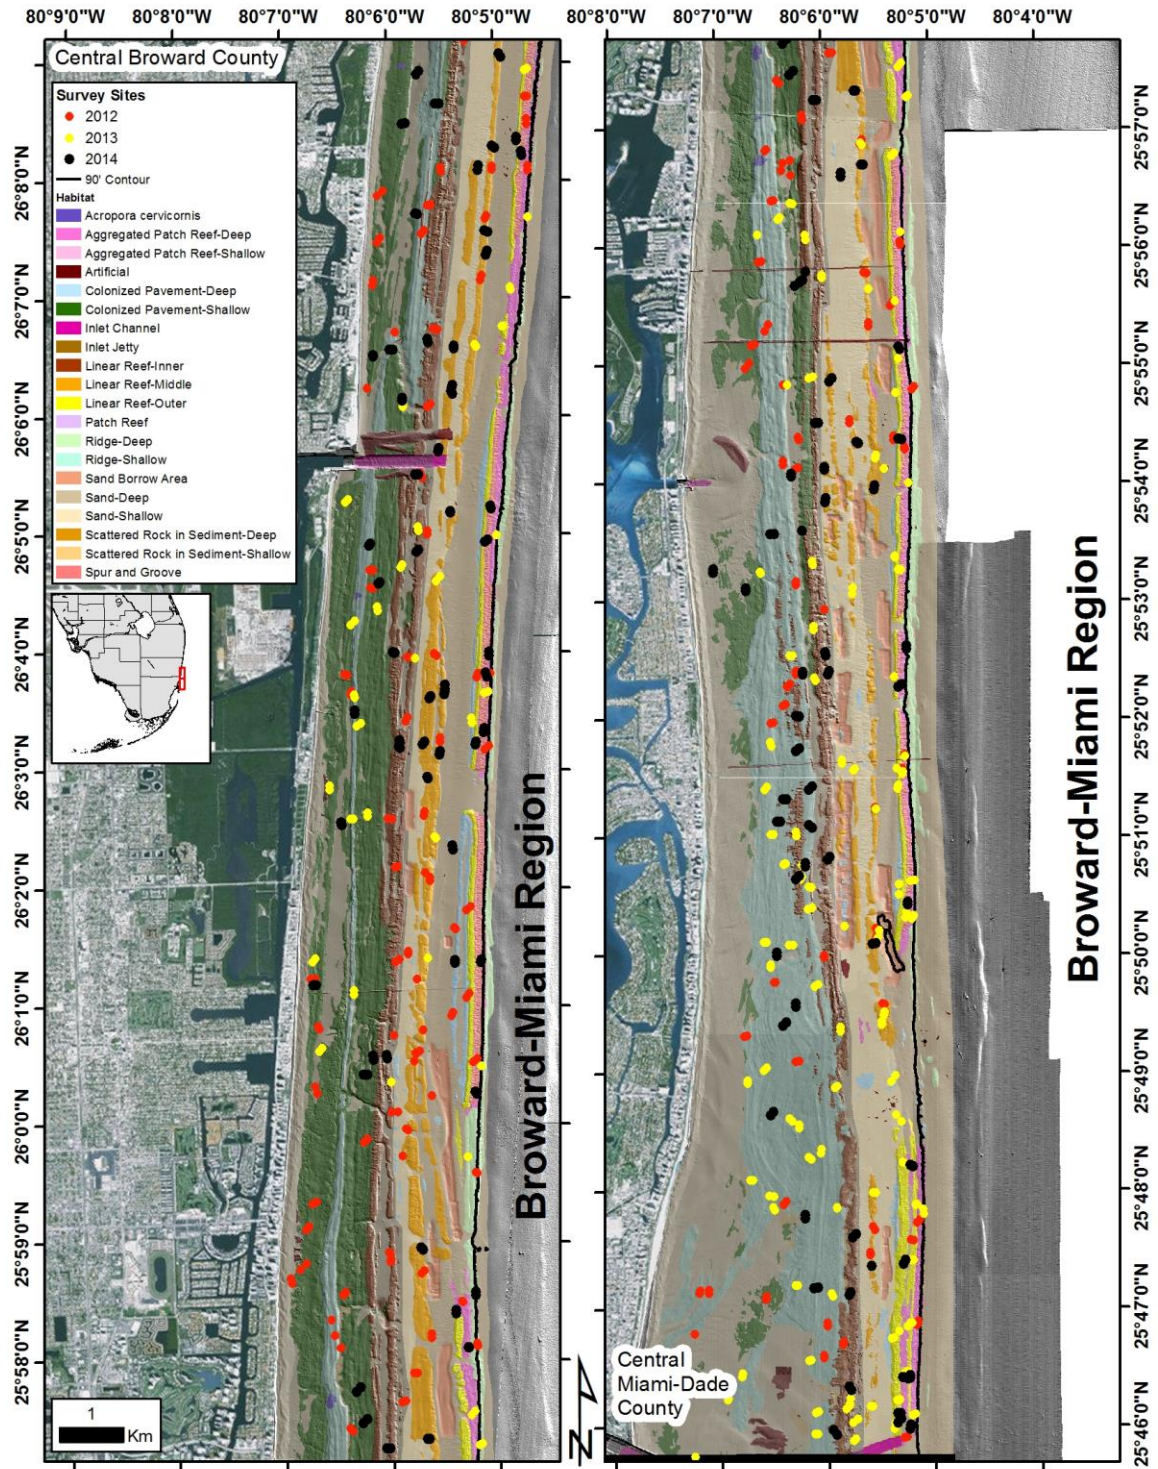 80°9'0"W
80°8'0"W
80°7'0"W
80°6'0"W
80°5'0"W
80°8'0"W
80°7'0"W
80°6'0"W
80°5'0"W
80°4'0"W
Central Broward County
Survey Sites
2012
2013
2014
90' Contour
Habitat
Acropora cervicornis
Aggregated Patch Reef-Deep
Aggregated Patch Reef-Shallow
Artificial
Colonized Pavement-Deep
Colonized Pavement-Shallow
Inlet Channel
Inlet Jetty
Linear Reef-Inner
Linear Reef-Middle
Linear Reef-Outer
Patch Reef
Ridge-Deep
Ridge-Shallow
Sand Borrow Area
Sand-Deep
Sand-Shallow
Scattered Rock in Sediment-Deep
Scattered Rock in Sediment-Shallow
Spur and Groove
26°8'0"N
26°7'0"N
26°6'0"N
26°5'0"N
26°4'0"N
26°3'0"N
26°2'0"N
26°1'0"N
26°0'0"N
25°59'0"N
25°58'0"N
Broward-Miami Region
1
Km
N
Central
Miami-Dade
County
Broward-Miami Region
25°57'0"N
25°56'0"N
25°55'0"N
25°54'0"N
25°53'0"N
25°52'0"N
25°51'0"N
25°50'0"N
25°49'0"N
25°48'0"N
25°47'0"N
25°46'0"N